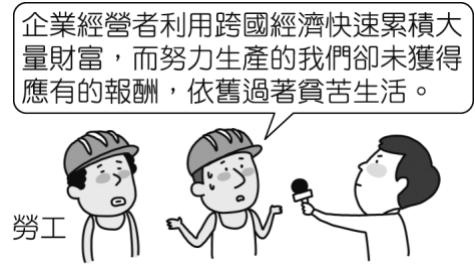 企業經營者利用跨國經濟快速累積大
量財富，而努力生產的我們卻未獲得
應有的報酬，依舊過著貧苦生活。
勞工